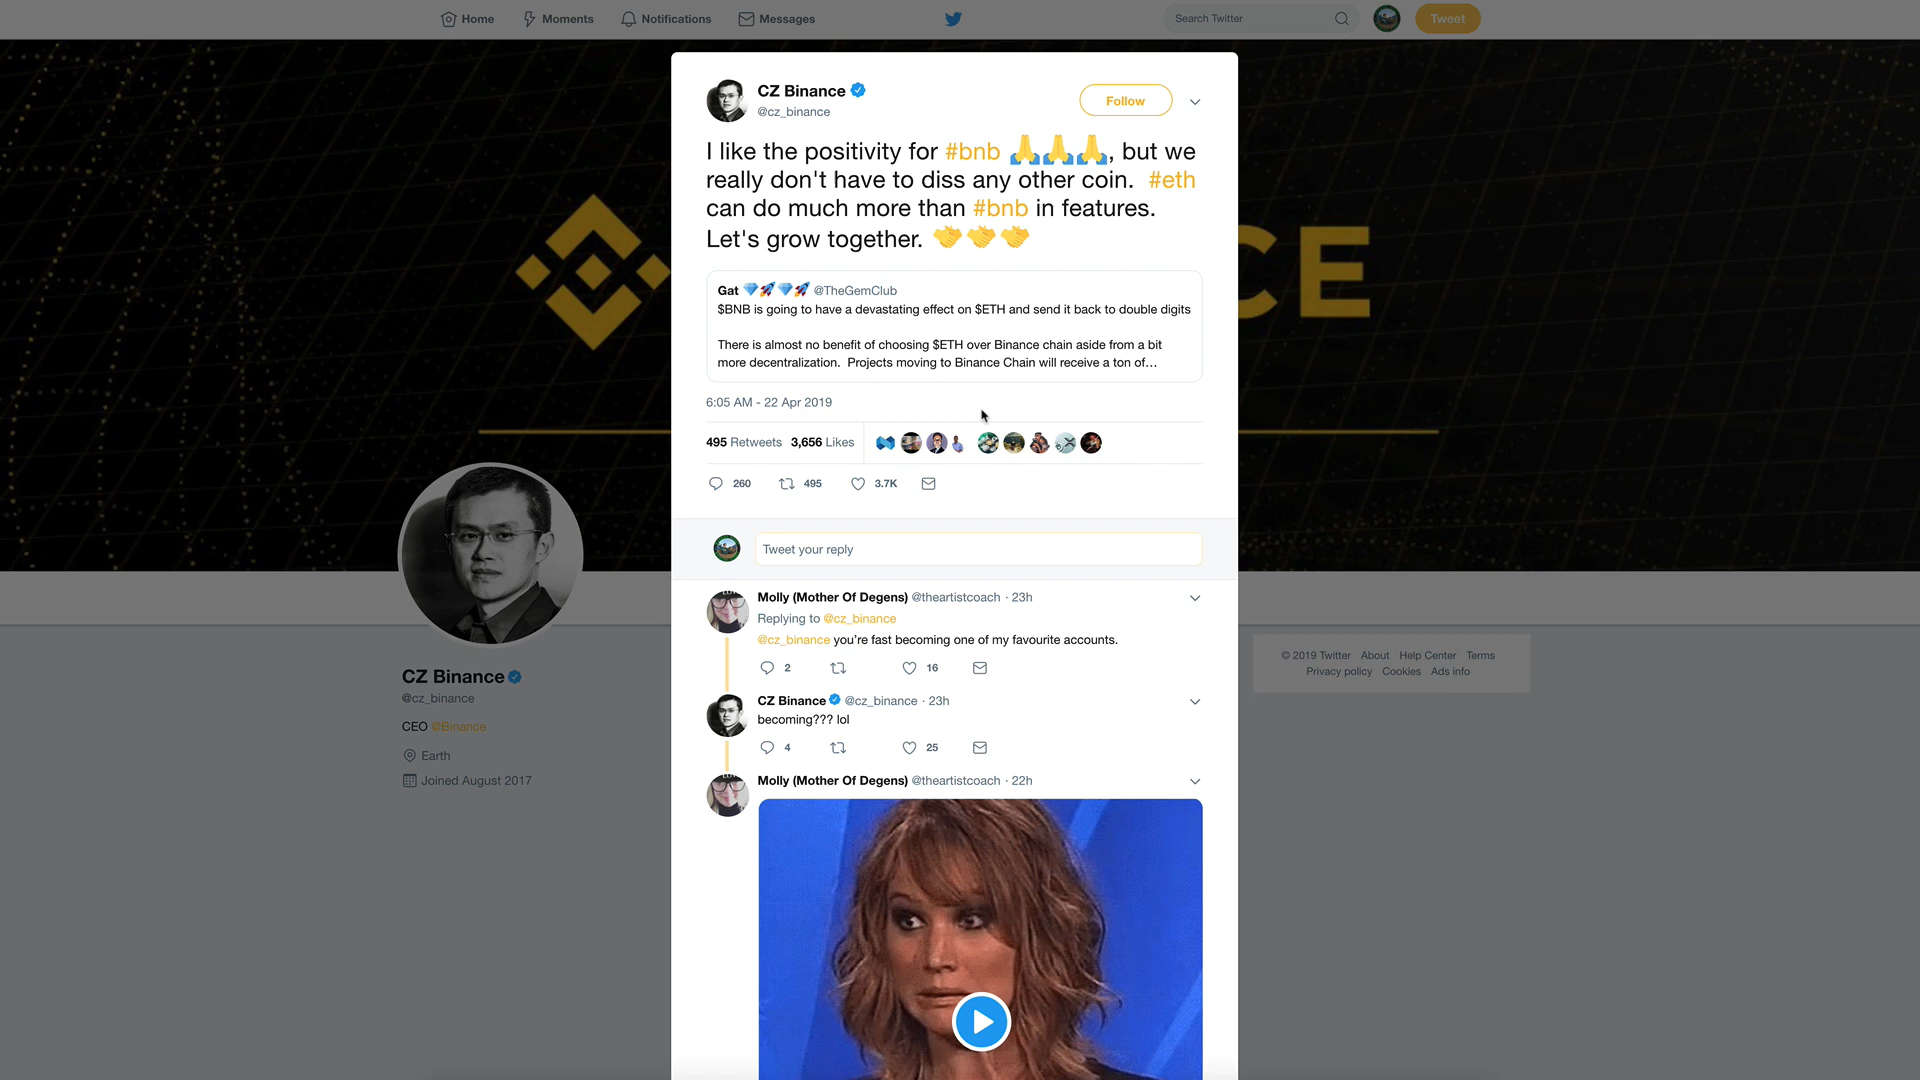 Home
Moments
Notifications
Messages
Search Twitter
Tweet
CZ Binance
@cz_binance
Follow
I like the positivity for #bnb 🙏🙏🙏, but we
really don't have to diss any other coin. #eth
can do much more than #bnb in features.
Let's grow together. 🤝🤝🤝
Gat 💎🚀💎🚀 @TheGemClub
$BNB is going to have a devastating effect on $ETH and send it back to double digits
There is almost no benefit of choosing $ETH over Binance chain aside from a bit
more decentralization. Projects moving to Binance Chain will receive a ton of…
6:05 AM - 22 Apr 2019
495 Retweets 3,656 Likes
260 495 3.7K
Tweet your reply
Molly (Mother Of Degens) @theartistcoach · 23h
Replying to @cz_binance
@cz_binance you’re fast becoming one of my favourite accounts.
2 16
CZ Binance @cz_binance · 23h
becoming??? lol
4 25
Molly (Mother Of Degens) @theartistcoach · 22h
CE
CZ Binance
@cz_binance
CEO @Binance
Earth
Joined August 2017
© 2019 Twitter About Help Center Terms
Privacy policy Cookies Ads info